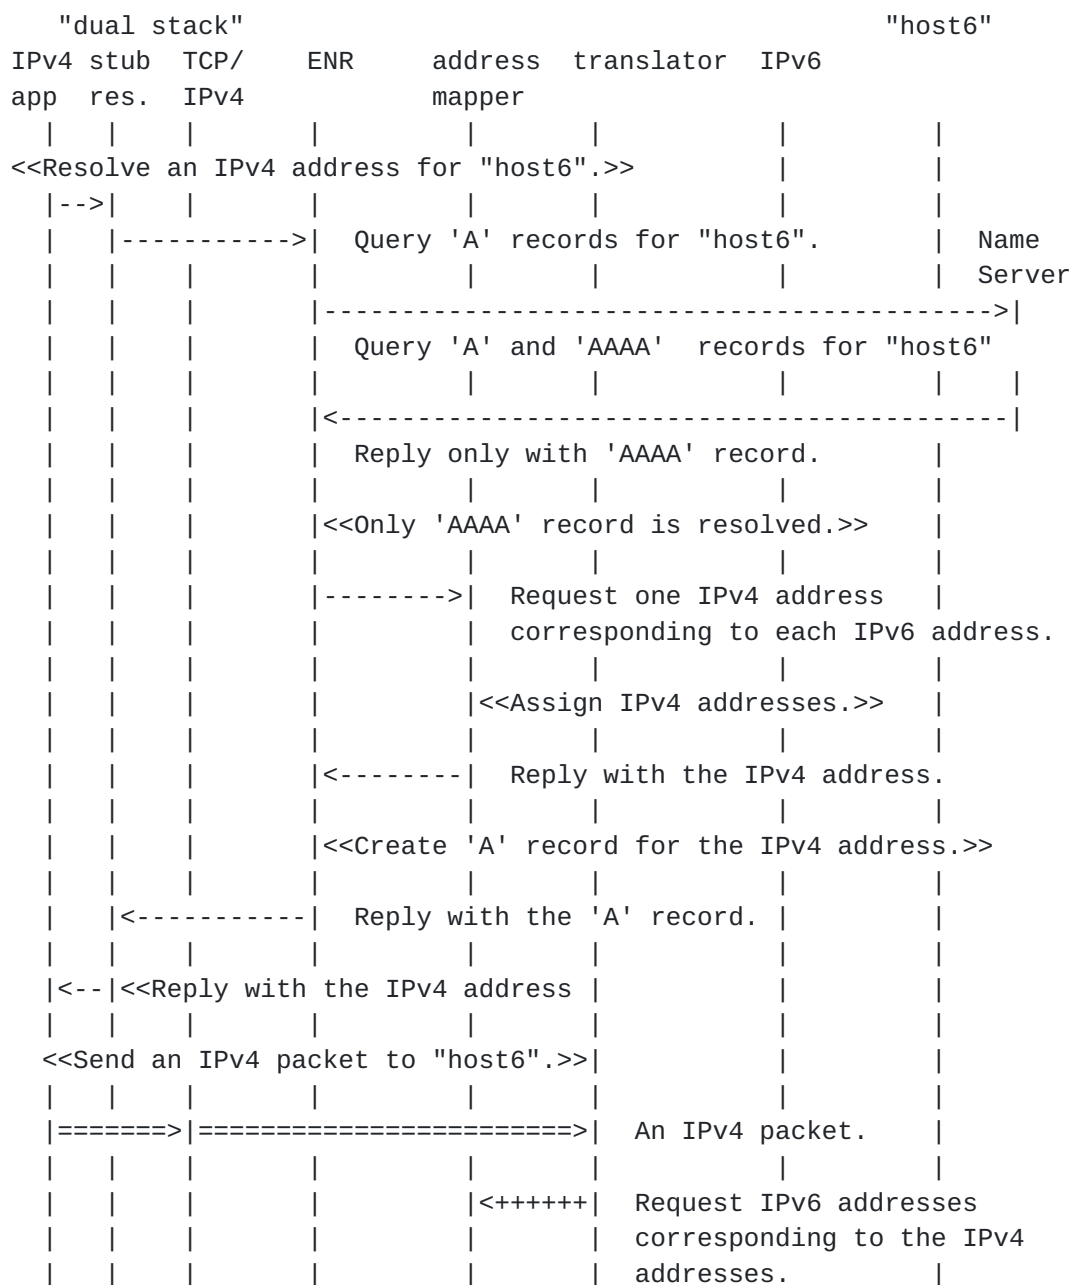 "dual stack"                                         "host6"
IPv4 stub  TCP/    ENR     address  translator  IPv6
app  res.  IPv4            mapper
  |   |    |       |         |       |           |         |
<<Resolve an IPv4 address for "host6".>>         |         |
  |-->|    |       |         |       |           |         |
  |   |----------->|  Query 'A' records for "host6".       |  Name
  |   |    |       |         |       |           |         |  Server
  |   |    |       |------------------------------------------->|
  |   |    |       |  Query 'A' and 'AAAA'  records for "host6"
  |   |    |       |         |       |           |         |    |
  |   |    |       |<-------------------------------------------|
  |   |    |       |  Reply only with 'AAAA' record.       |
  |   |    |       |         |       |           |         |
  |   |    |       |<<Only 'AAAA' record is resolved.>>    |
  |   |    |       |         |       |           |         |
  |   |    |       |-------->|  Request one IPv4 address   |
  |   |    |       |         |  corresponding to each IPv6 address.
  |   |    |       |         |       |           |         |
  |   |    |       |         |<<Assign IPv4 addresses.>>   |
  |   |    |       |         |       |           |         |
  |   |    |       |<--------|  Reply with the IPv4 address.
  |   |    |       |         |       |           |         |
  |   |    |       |<<Create 'A' record for the IPv4 address.>>
  |   |    |       |         |       |           |         |
  |   |<-----------|  Reply with the 'A' record. |         |
  |   |    |       |         |       |           |         |
  |<--|<<Reply with the IPv4 address |           |         |
  |   |    |       |         |       |           |         |
  <<Send an IPv4 packet to "host6".>>|           |         |
  |   |    |       |         |       |           |         |
  |=======>|========================>|  An IPv4 packet.    |
  |   |    |       |         |       |           |         |
  |   |    |       |         |<++++++|  Request IPv6 addresses
  |   |    |       |         |       |  corresponding to the IPv4
  |   |    |       |         |       |  addresses.         |